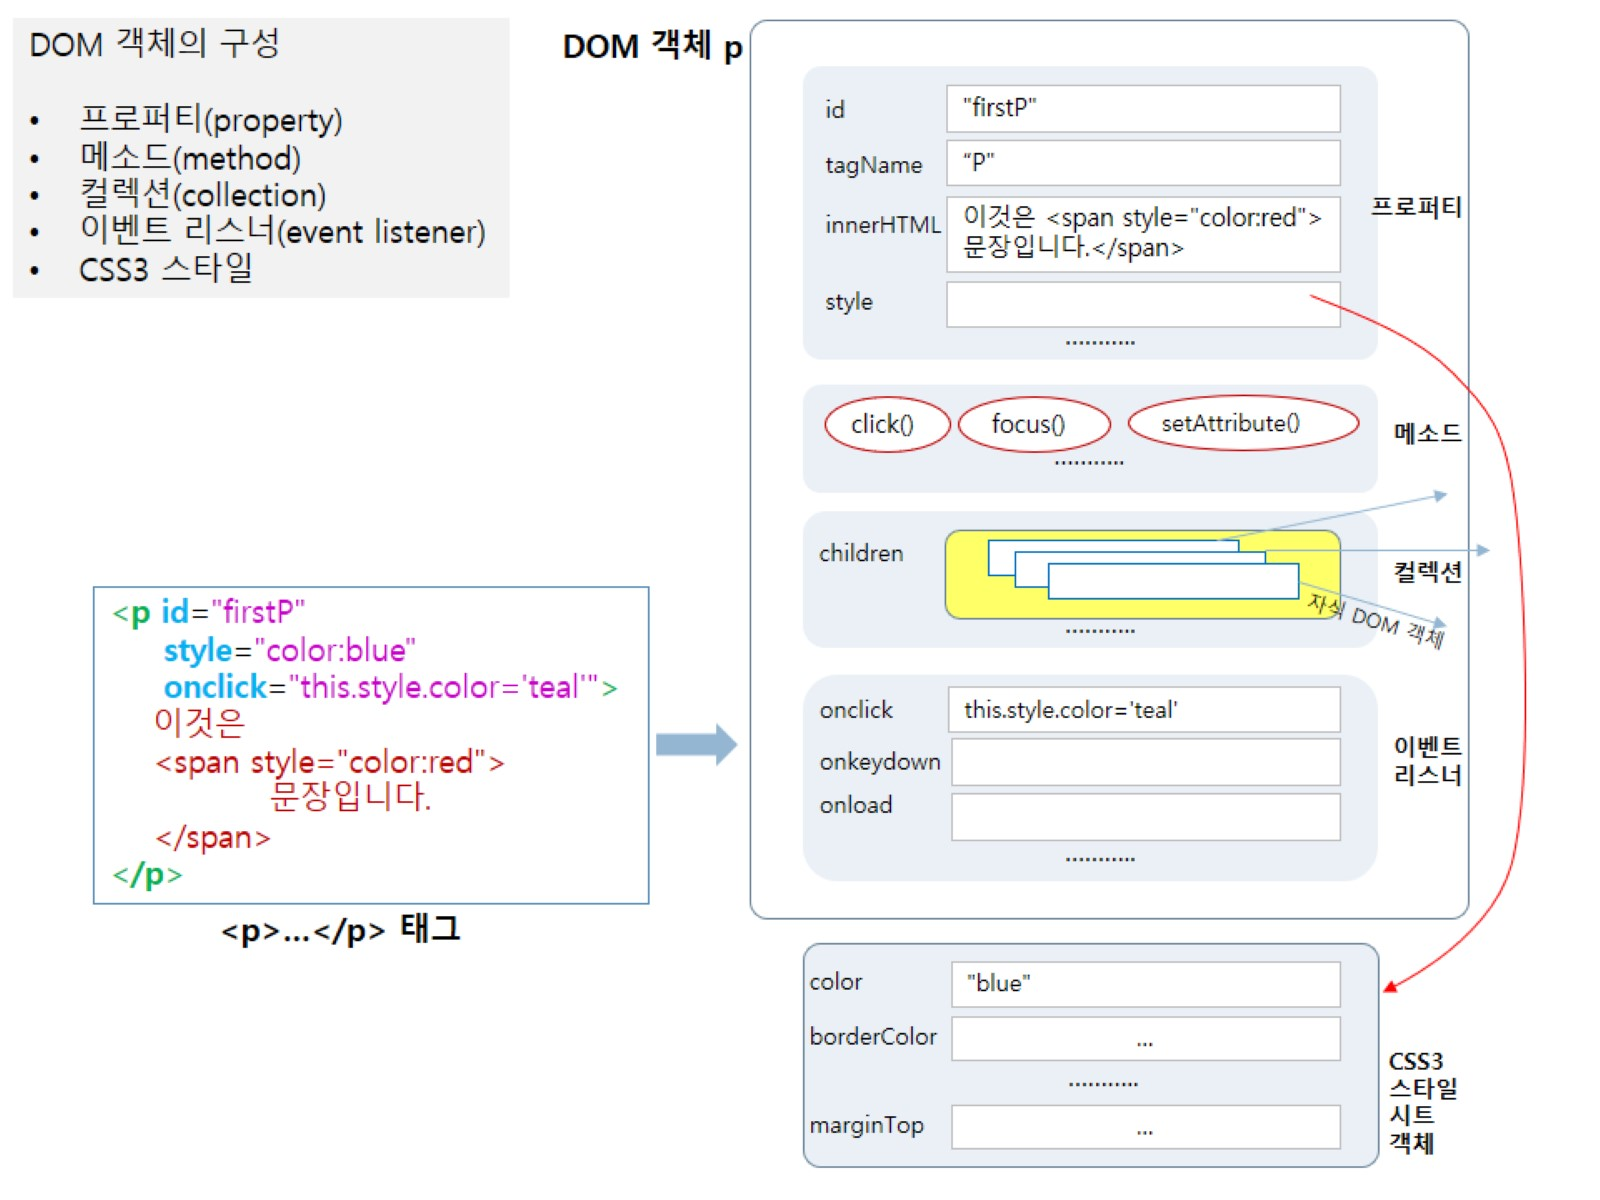 DOM 객체의 구성
• 프로퍼티(property)
• 메소드(method)
• 컬렉션(collection)
• 이벤트 리스너(event listener)
• CSS3 스타일
<p id="firstP"
style="color:blue"
onclick="this.style.color='teal'">
이것은
<span style="color:red">
문장입니다.
</span>
</p>
<p>...</p> 태그
DOM 객체 p
id "firstP"
tagName “P"
innerHTML 이것은 <span style="color:red">
문장입니다.</span>
style
...........
프로퍼티
click() focus() setAttribute()
...........
메소드
children
...........
컬렉션
자식 DOM 객체
onclick this.style.color='teal'
onkeydown
onload
...........
이벤트
리스너
color "blue"
borderColor ...
...........
marginTop ...
CSS3
스타일
시트
객체